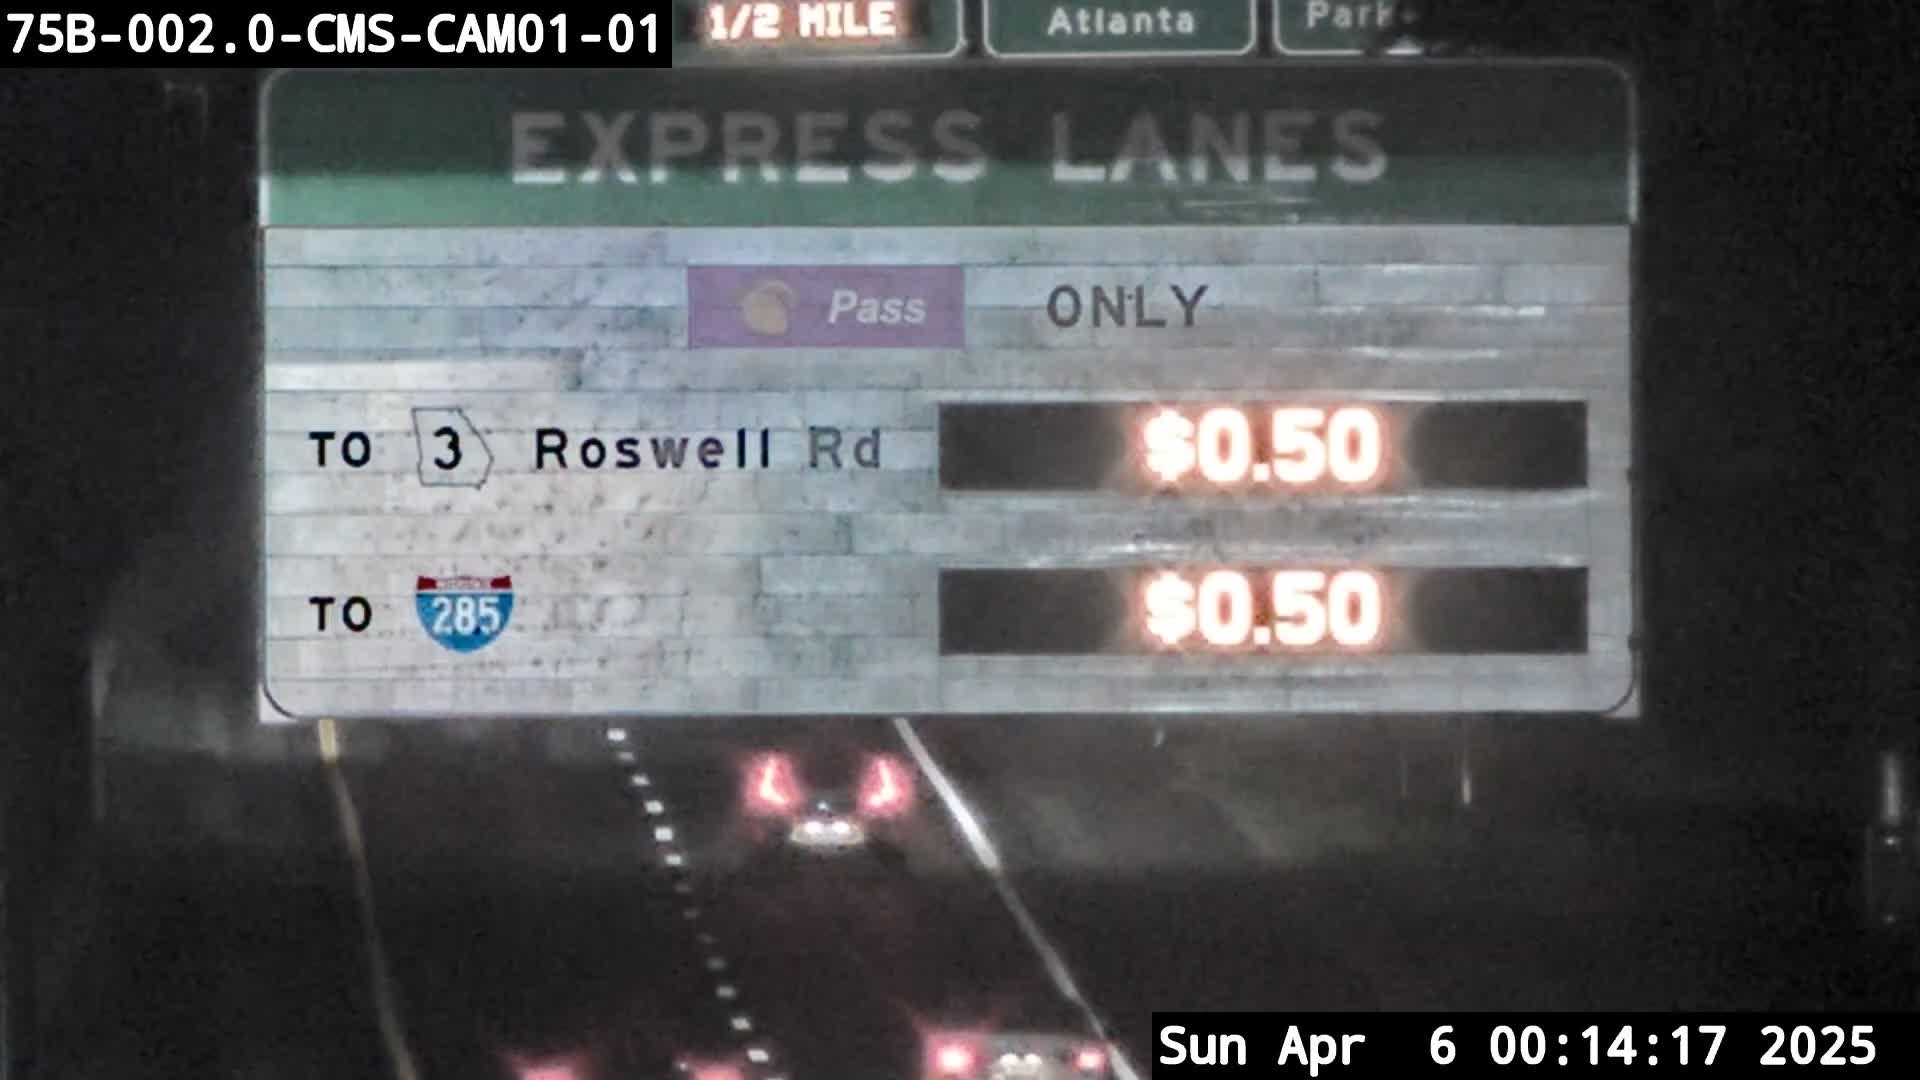 75B-002.0-CMS-CAM01-01
1/2 MILE
Atlanta
Park
EXPRESS LANES
Pass ONLY
TO 3 Roswell Rd $0.50
TO 285 $0.50
Sun Apr 6 00:14:17 2025